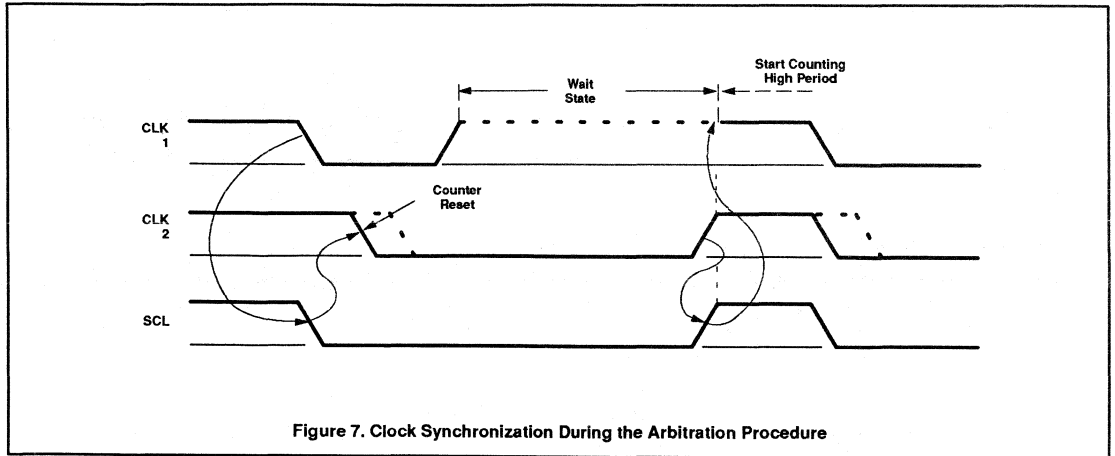 Start Counting
High Period
Wait
State
CLK
1
Counter
Reset
CLK
2
SCL
Figure 7. Clock Synchronization During the Arbitration Procedure